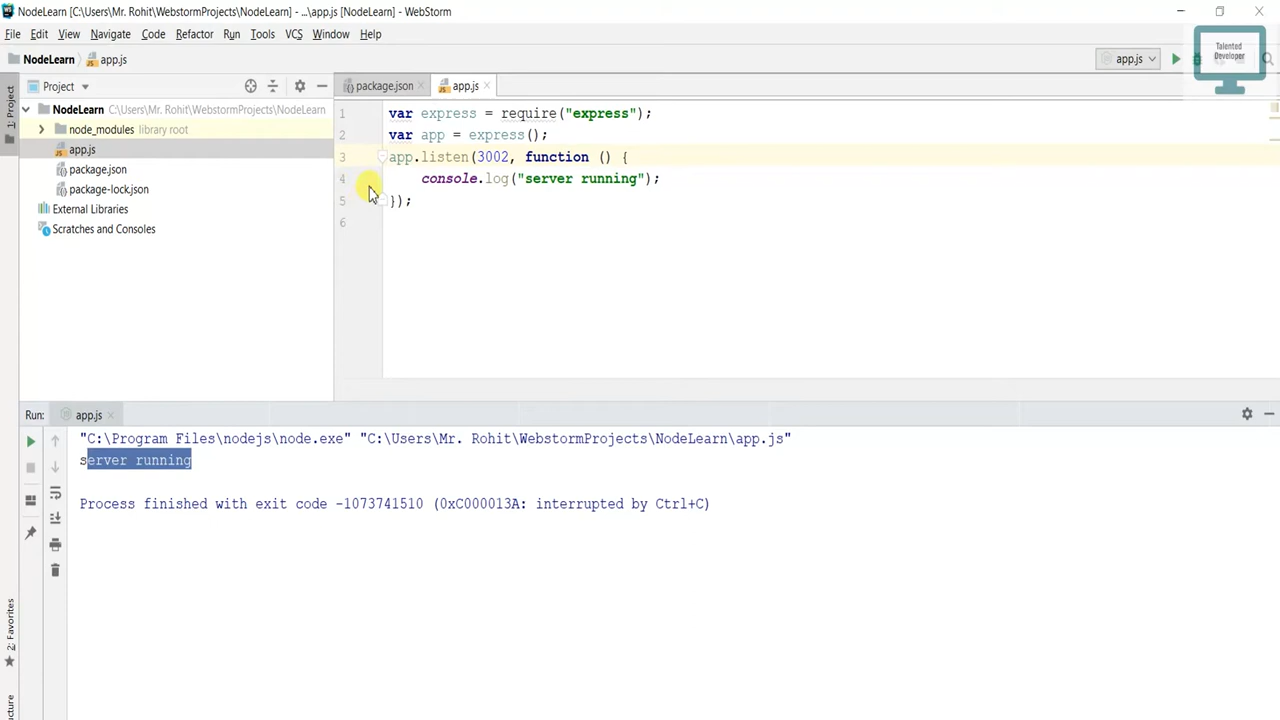 NodeLearn [C:\Users\Mr. Rohit\WebstormProjects\NodeLearn] - ...\app.js [NodeLearn] - WebStorm
File Edit View Navigate Code Refactor Run Tools VCS Window Help
Talented
Developer
NodeLearn app.js
app.js
1: Project
Project
package.json app.js
NodeLearn C:\Users\Mr. Rohit\WebstormProjects\NodeLearn
node_modules library root
app.js
package.json
package-lock.json
External Libraries
Scratches and Consoles
1 var express = require("express");
2 var app = express();
3 app.listen(3002, function () {
4 console.log("server running");
5 });
6
Run: app.js
"C:\Program Files\nodejs\node.exe" "C:\Users\Mr. Rohit\WebstormProjects\NodeLearn\app.js"
server running
Process finished with exit code -1073741510 (0xC000013A: interrupted by Ctrl+C)
2: Favorites